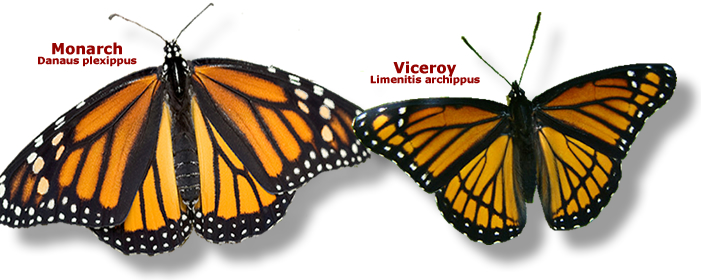 Monarch
Danaus plexippus
Viceroy
Limenitis archippus